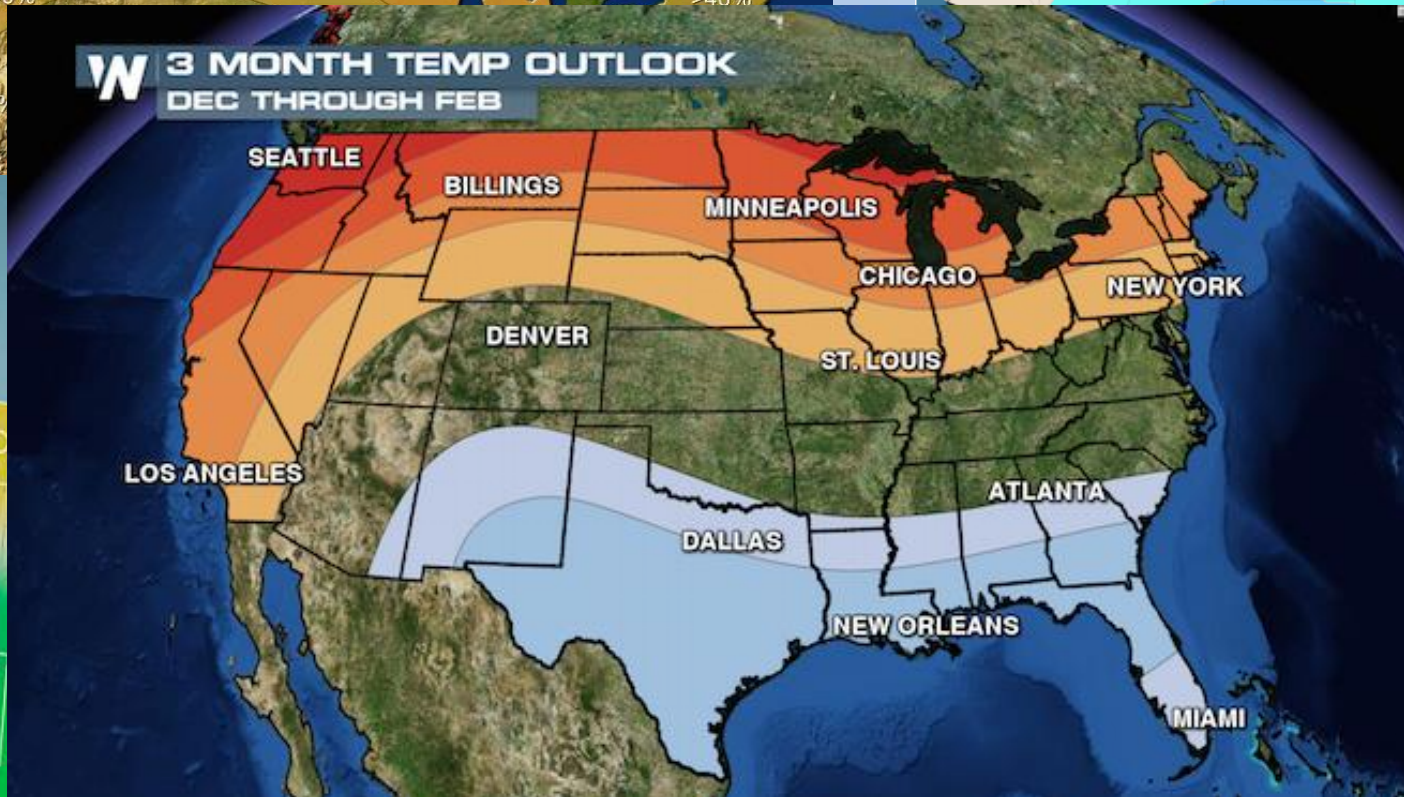 W
3 MONTH TEMP OUTLOOK
DEC THROUGH FEB
SEATTLE
BILLINGS
MINNEAPOLIS
CHICAGO
NEW YORK
DENVER
ST. LOUIS
LOS ANGELES
ATLANTA
DALLAS
NEW ORLEANS
MIAMI